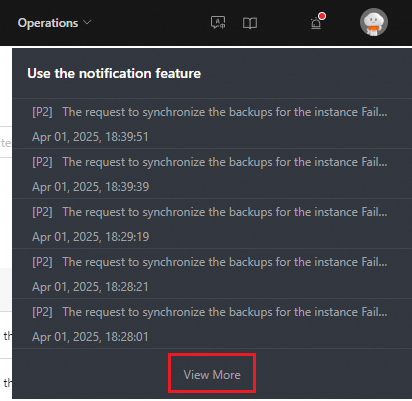 Operations
Use the notification feature
[P2] The request to synchronize the backups for the instance Fail...
Apr 01, 2025, 18:39:51
[P2] The request to synchronize the backups for the instance Fail...
Apr 01, 2025, 18:39:39
[P2] The request to synchronize the backups for the instance Fail...
Apr 01, 2025, 18:29:19
[P2] The request to synchronize the backups for the instance Fail...
Apr 01, 2025, 18:28:21
[P2] The request to synchronize the backups for the instance Fail...
Apr 01, 2025, 18:28:01
View More
te
th
th